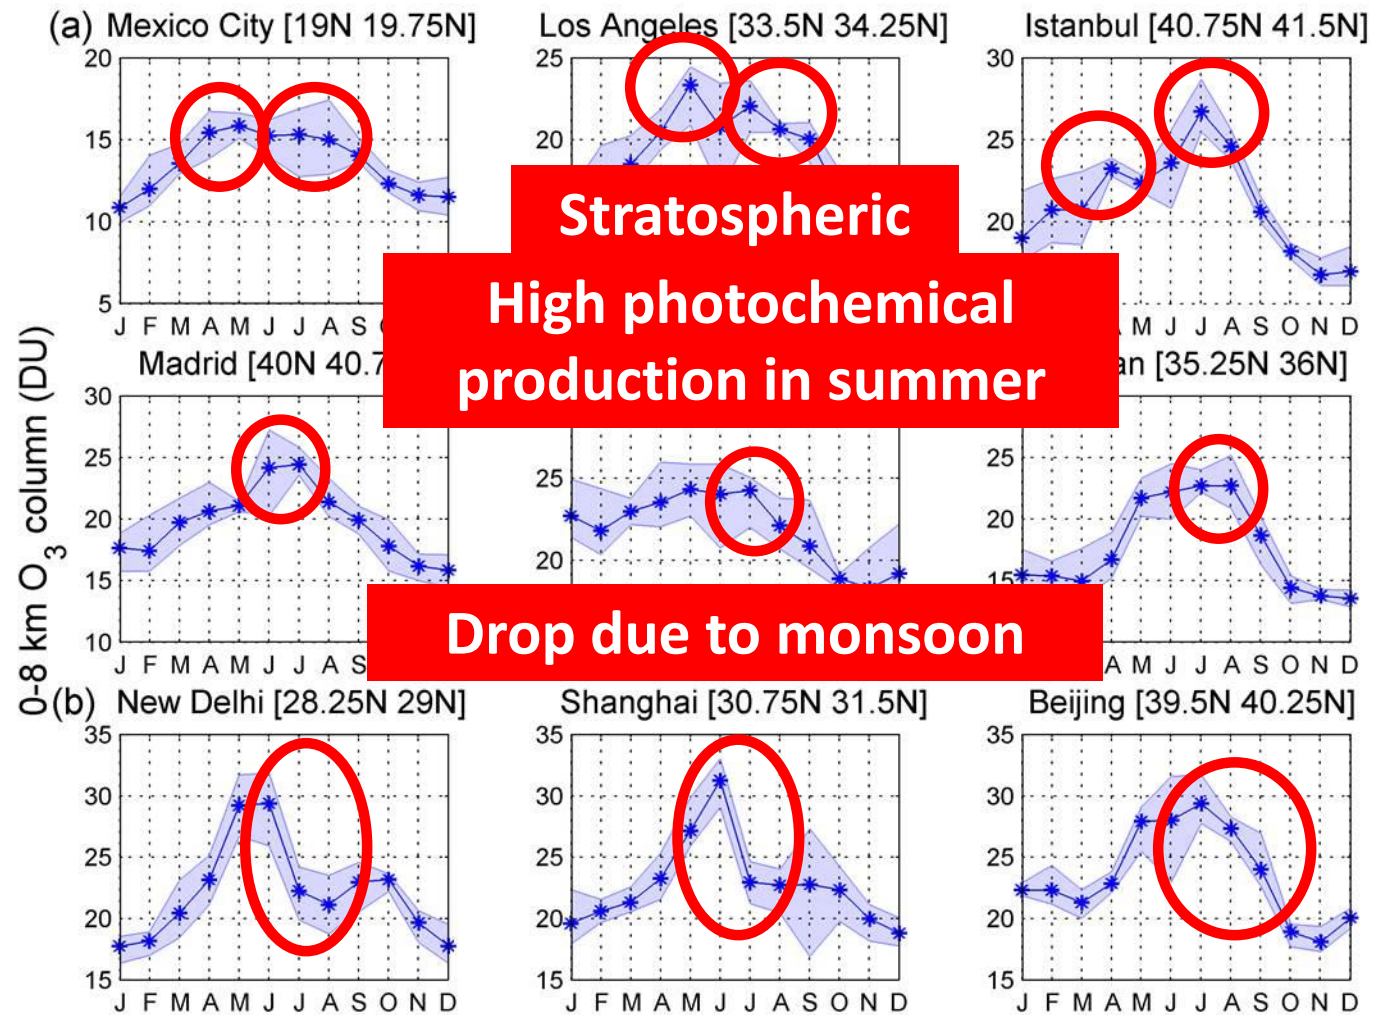 (a) Mexico City [19N 19.75N]
Los Angeles [33.5N 34.25N]
Istanbul [40.75N 41.5N]
20
15
10
5
25
20
30
25
20
J F M A M J J A S
M J J A S O N D
Stratospheric
High photochemical
production in summer
0-8 km O3 column (DU)
Madrid [40N 40.7
an [35.25N 36N]
30
25
20
15
10
25
20
25
20
15
J F M A M J J A S
A M J J A S O N D
Drop due to monsoon
(b) New Delhi [28.25N 29N]
Shanghai [30.75N 31.5N]
Beijing [39.5N 40.25N]
35
30
25
20
15
35
30
25
20
15
35
30
25
20
15
J F M A M J J A S O N D
J F M A M J J A S O N D
J F M A M J J A S O N D